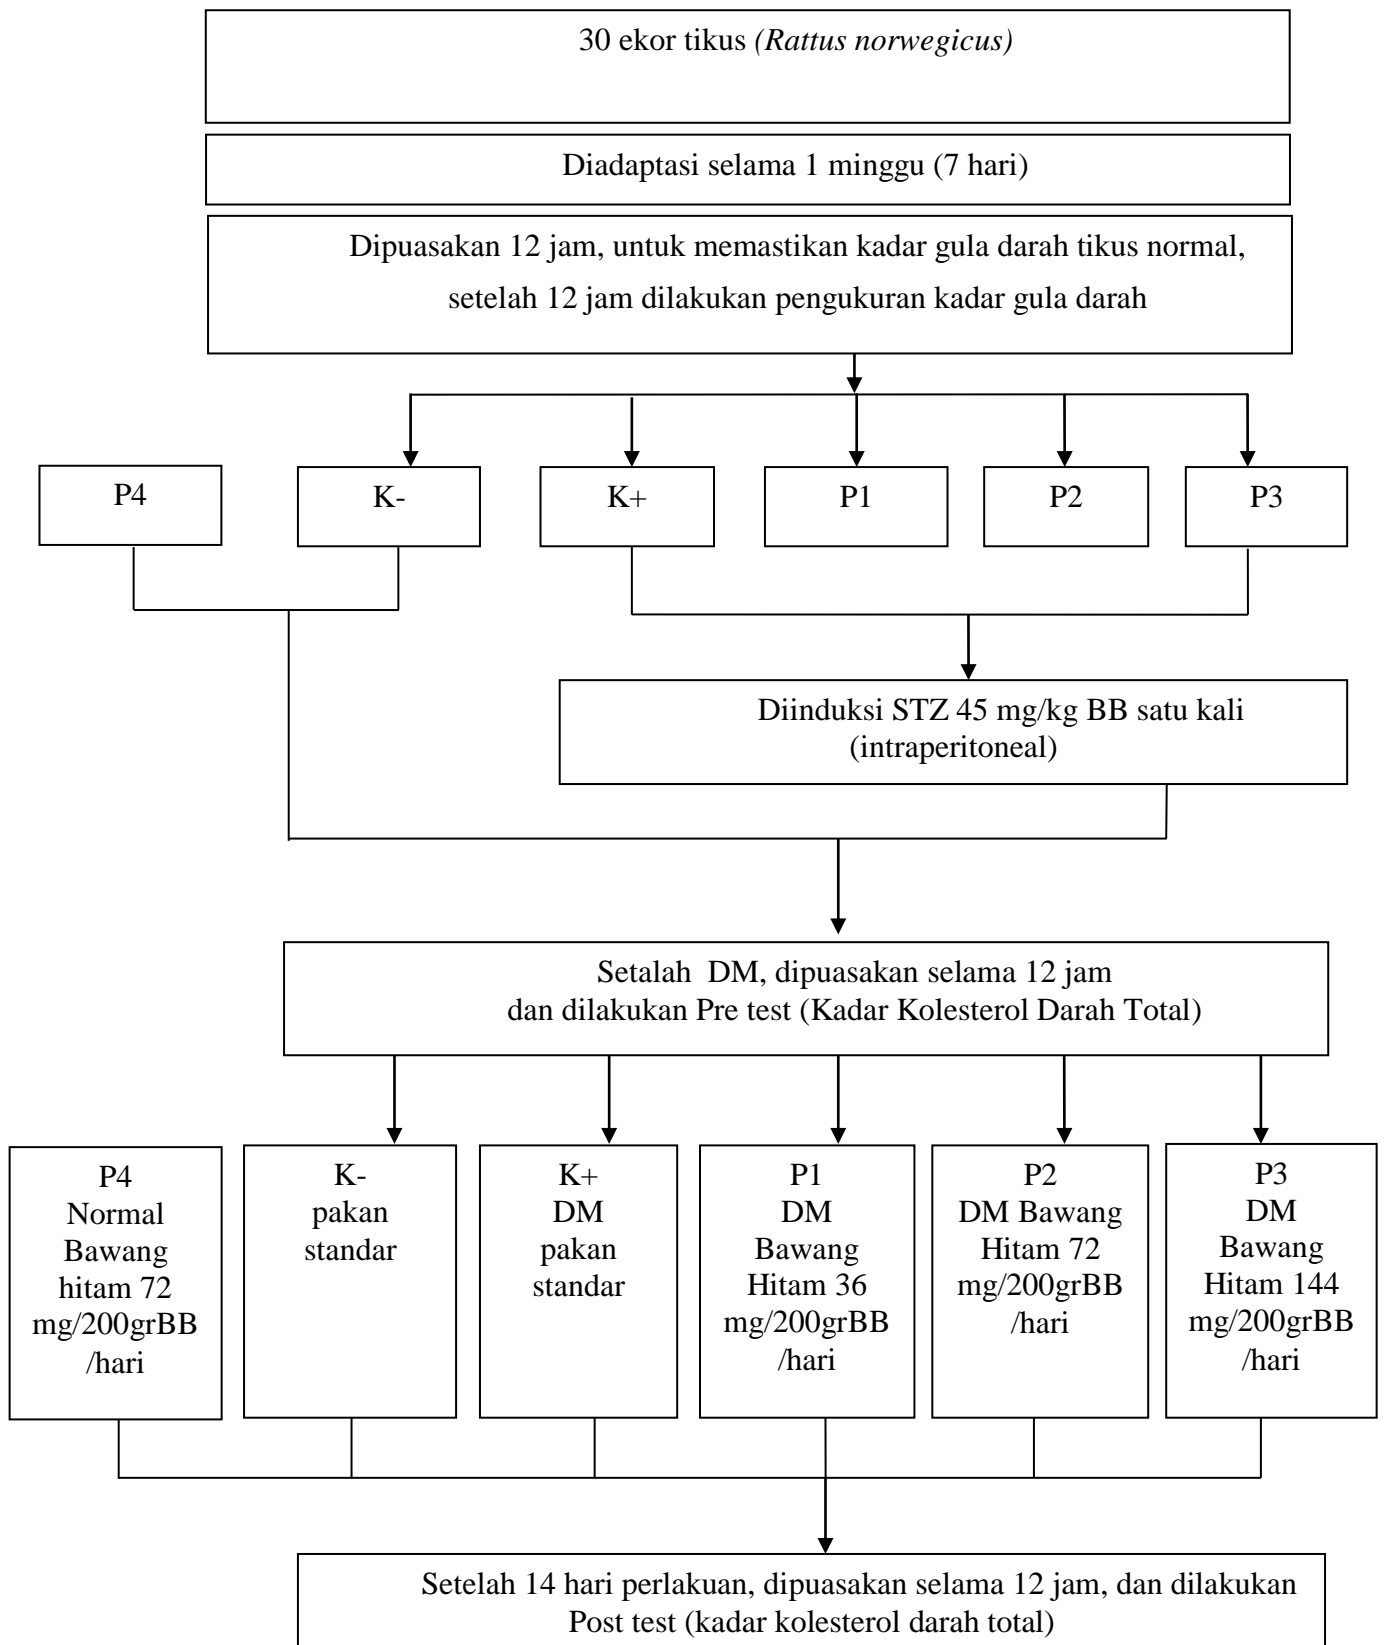 30 ekor tikus (Rattus norwegicus)
Diadaptasi selama 1 minggu (7 hari)
Dipuasakan 12 jam, untuk memastikan kadar gula darah tikus normal,
setelah 12 jam dilakukan pengukuran kadar gula darah
P4
K-
K+
P1
P2
P3
Diinduksi STZ 45 mg/kg BB satu kali
(intraperitoneal)
Setalah DM, dipuasakan selama 12 jam
dan dilakukan Pre test (Kadar Kolesterol Darah Total)
P4
Normal
Bawang
hitam 72
mg/200grBB
/hari
K-
pakan
standar
K+
DM
pakan
standar
P1
DM
Bawang
Hitam 36
mg/200grBB
/hari
P2
DM Bawang
Hitam 72
mg/200grBB
/hari
P3
DM
Bawang
Hitam 144
mg/200grBB
/hari
Setelah 14 hari perlakuan, dipuasakan selama 12 jam, dan dilakukan
Post test (kadar kolesterol darah total)